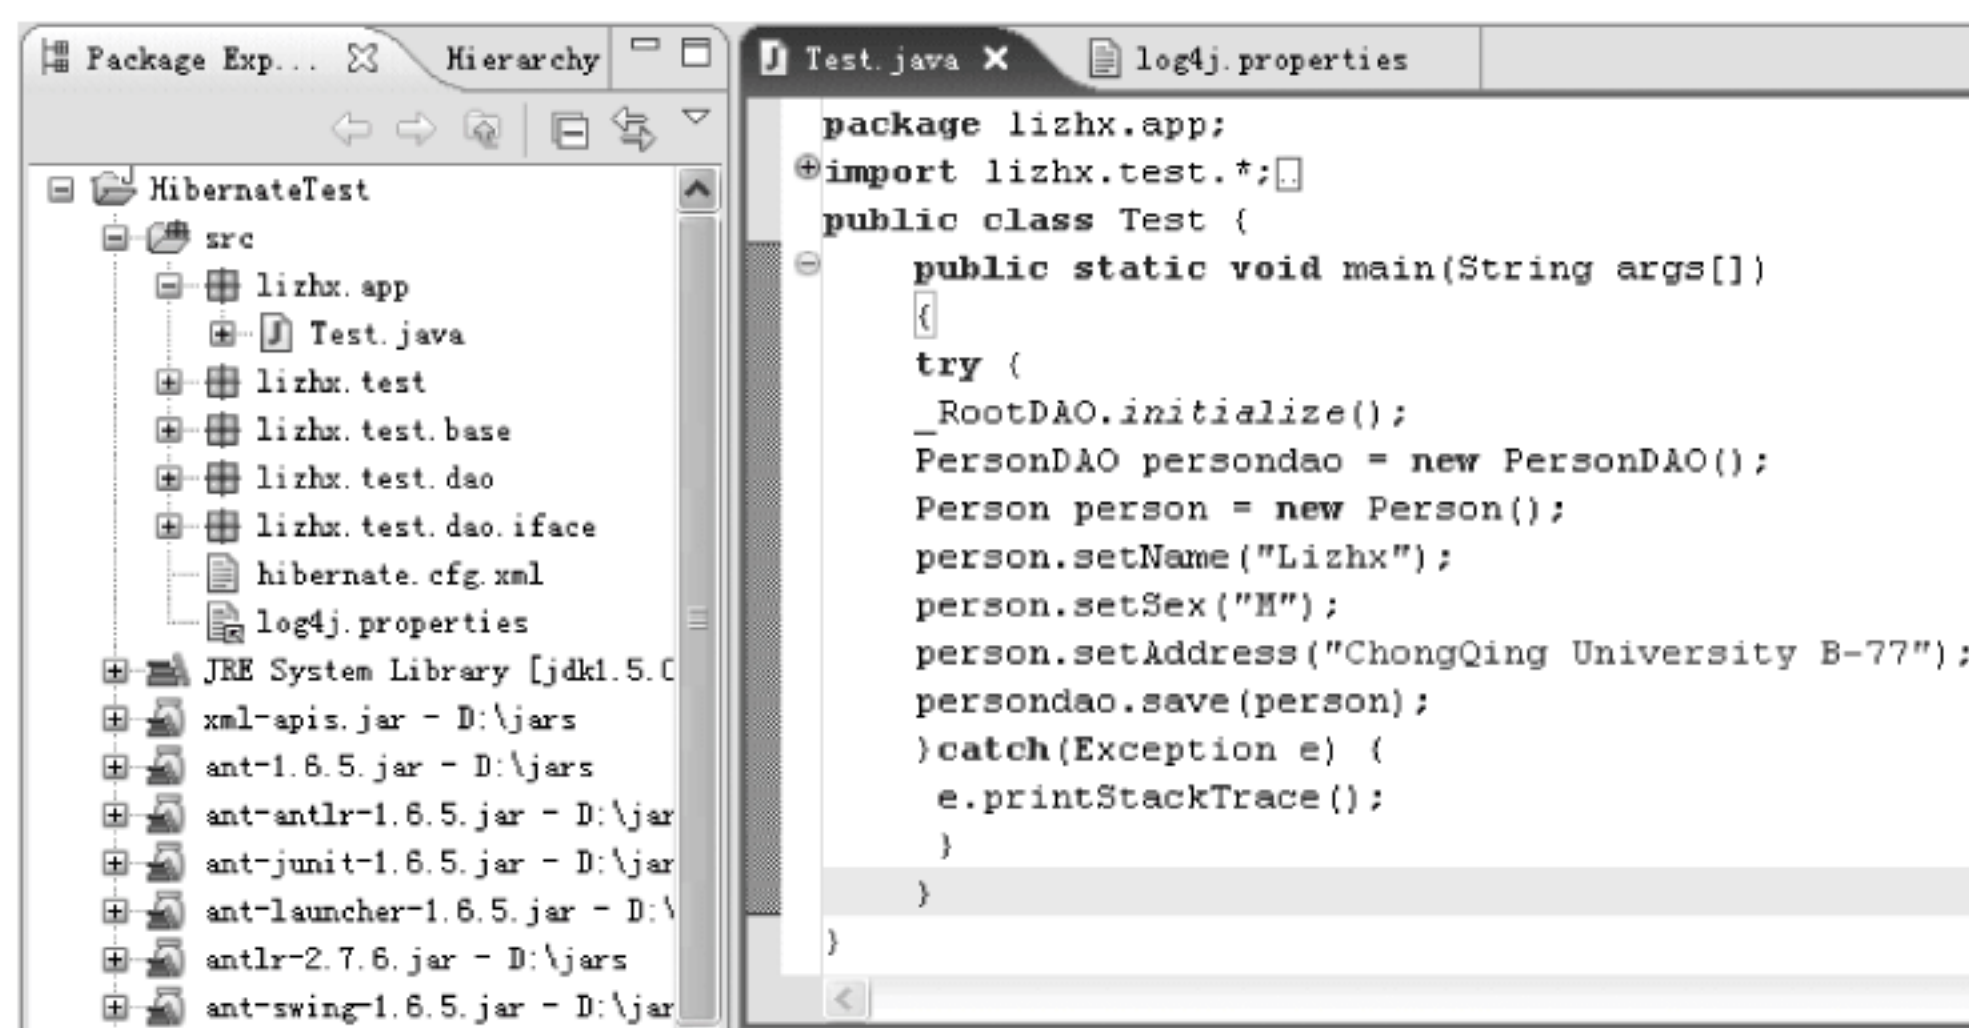 Package Exp...
Hierarchy
HibernateTest
src
lizhx.app
Test.java
lizhx.test
lizhx.test.base
lizhx.test.dao
lizhx.test.dao.iface
hibernate.cfg.xml
log4j.properties
JRE System Library [jdk1.5.0
xml-apis.jar - D:\jars
ant-1.6.5.jar - D:\jars
ant-antlr-1.6.5.jar - D:\jar
ant-junit-1.6.5.jar - D:\jar
ant-launcher-1.6.5.jar - D:\
antlr-2.7.6.jar - D:\jars
ant-swing-1.6.5.jar - D:\jar
Test.java
log4j.properties
package lizhx.app;
import lizhx.test.*;
public class Test {
public static void main(String args[])
{
try {
_RootDAO.initialize();
PersonDAO persondao = new PersonDAO();
Person person = new Person();
person.setName("Lizhx");
person.setSex("M");
person.setAddress("ChongQing University B-77");
persondao.save(person);
}catch(Exception e) {
e.printStackTrace();
}
}
}